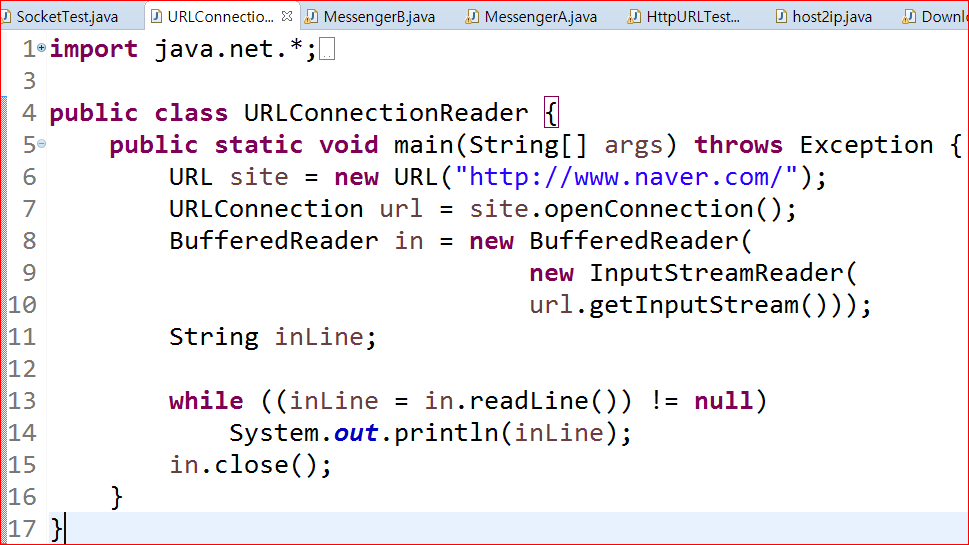 SocketTest.java URLConnectio... MessengerB.java MessengerA.java HttpURLTest... host2ip.java Downl
1 import java.net.*;
3
4 public class URLConnectionReader {
5     public static void main(String[] args) throws Exception {
6         URL site = new URL("http://www.naver.com/");
7         URLConnection url = site.openConnection();
8         BufferedReader in = new BufferedReader(
9                                 new InputStreamReader(
10                                 url.getInputStream()));
11         String inLine;
12
13         while ((inLine = in.readLine()) != null)
14             System.out.println(inLine);
15         in.close();
16     }
17 }